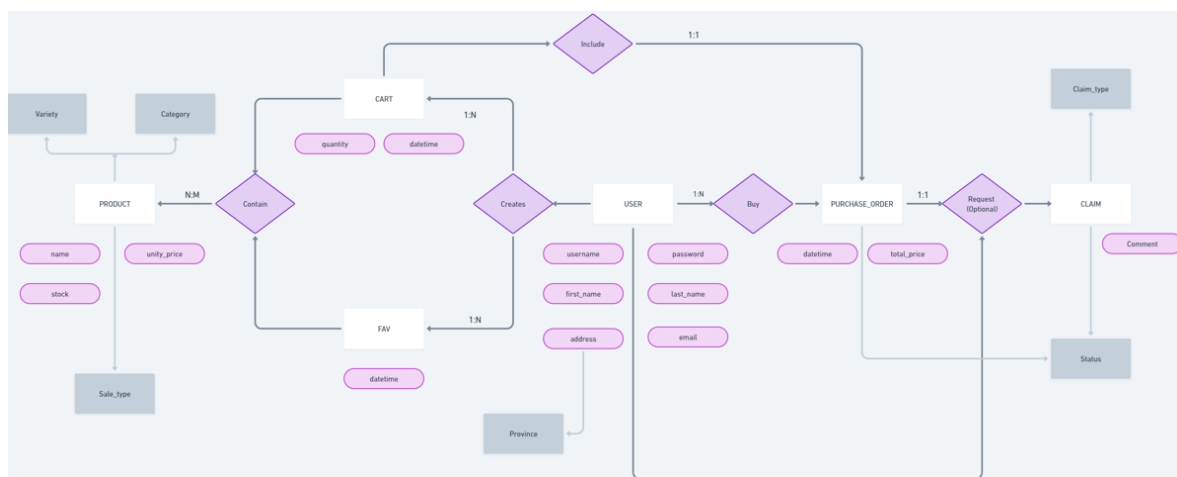 Include
1:1
CART
Variety
Category
Claim_type
1:N
quantity
datetime
N:M
PRODUCT
Contain
Creates
USER
1:N
Buy
PURCHASE_ORDER
1:1
Request
(Optional)
CLAIM
name
unity_price
username
password
datetime
total_price
Comment
stock
first_name
last_name
FAV
1:N
address
email
Status
datetime
Sale_type
Province